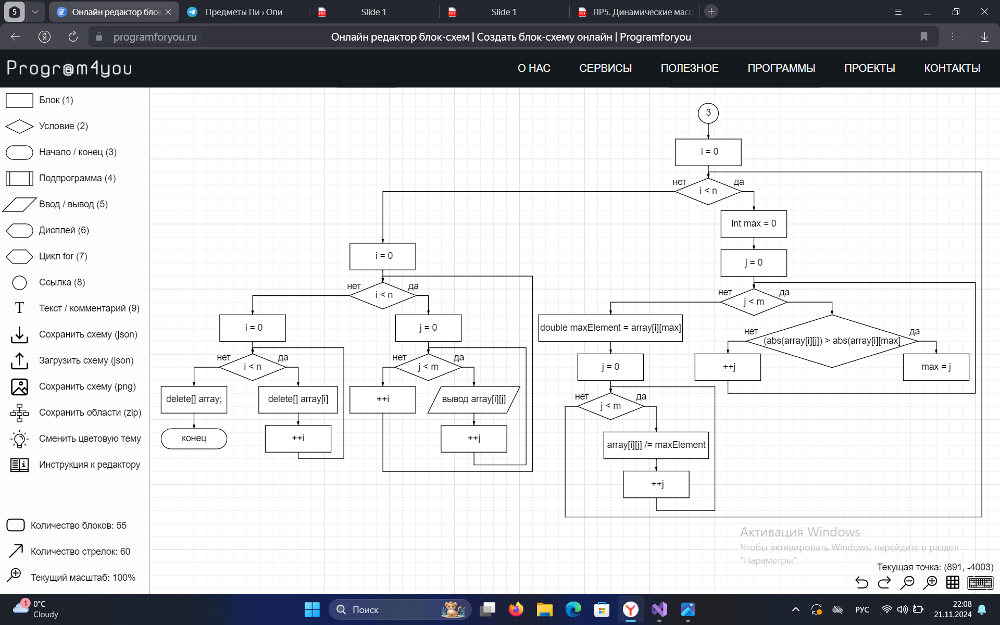 5
Онлайн редактор блок
Предметы Пи › Опи
Slide 1
Slide 1
ЛР5. Динамические масс
programforyou.ru
Онлайн редактор блок-схем | Создать блок-схему онлайн | Programforyou
Progr@m4you
О НАС
СЕРВИСЫ
ПОЛЕЗНОЕ
ПРОГРАММЫ
ПРОЕКТЫ
КОНТАКТЫ
Блок (1)
Условие (2)
Начало / конец (3)
Подпрограмма (4)
Ввод / вывод (5)
Дисплей (6)
Цикл for (7)
Ссылка (8)
Текст / комментарий (9)
Сохранить схему (json)
Загрузить схему (json)
Сохранить схему (png)
Сохранить области (zip)
Сменить цветовую тему
Инструкция к редактору
Количество блоков: 55
Количество стрелок: 60
Текущий масштаб: 100%
3
i = 0
нет
да
i < n
int max = 0
j = 0
нет
да
j < m
нет
да
(abs(array[i][j]) > abs(array[i][max]
++j
max = j
double maxElement = array[i][max]
j = 0
нет
да
j < m
array[i][j] /= maxElement
++j
i = 0
нет
да
i < n
j = 0
нет
да
j < m
++i
вывод array[i][j]
++j
i = 0
нет
да
i < n
delete[] array;
delete[] array[i]
конец
++i
Активация Windows
Чтобы активировать Windows, перейдите в раздел
"Параметры".
Текущая точка: (891, -4003)
1
0°C
Cloudy
Поиск
РУС
22:08
21.11.2024